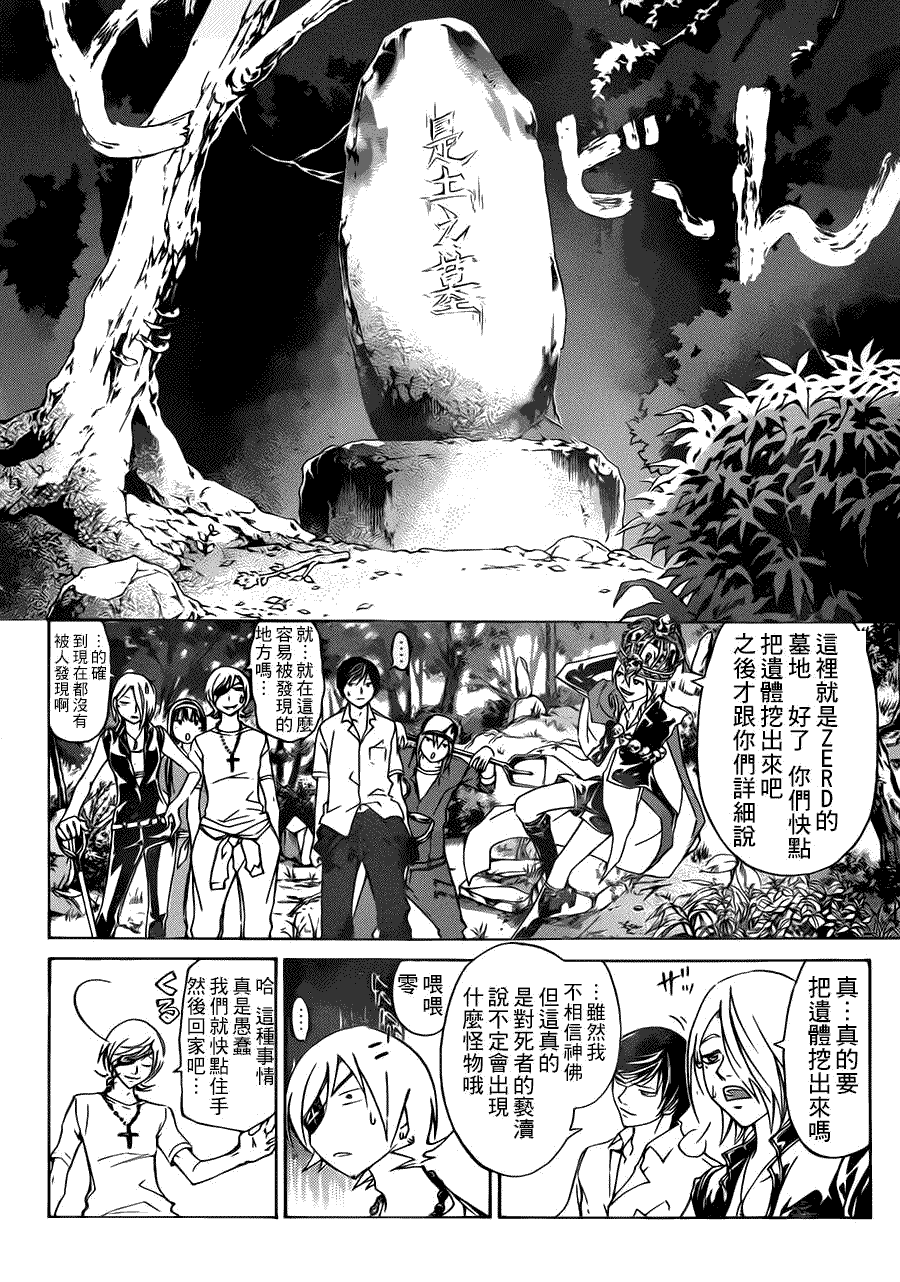 是土之墓
ビーん
這裡就是ZERD的
墓地　好了　你們快點
把遺體挖出來吧
之後才跟你們詳細說
…
就…就在這麼
容易被發現的
地方嗎…
…的確
到現在都沒有
被人發現啊
真…真的要
把遺體挖出來嗎
…雖然我
不相信神佛
但這真的
是對死者的褻瀆
說不定會出現
什麼怪物哦
喂喂
零
…
くる
哈　這種事情
真是愚蠢
我們就快點住手
然後回家吧…